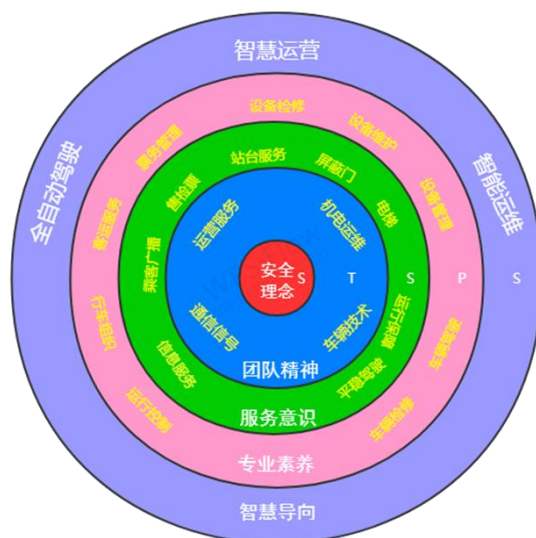 智慧运营
全自动驾驶
智能运维
智慧导向
设备检修
票务管理
设备维护
客运服务
设备管理
行车组织
车辆驾驶
运行控制
车辆检修
专业素养
站台服务
售检票
屏蔽门
电梯
乘客广播
运行保障
信息服务
平稳驾驶
服务意识
运营服务
机电运维
通信信号
车辆技术
团队精神
安全
理念
S T S P S